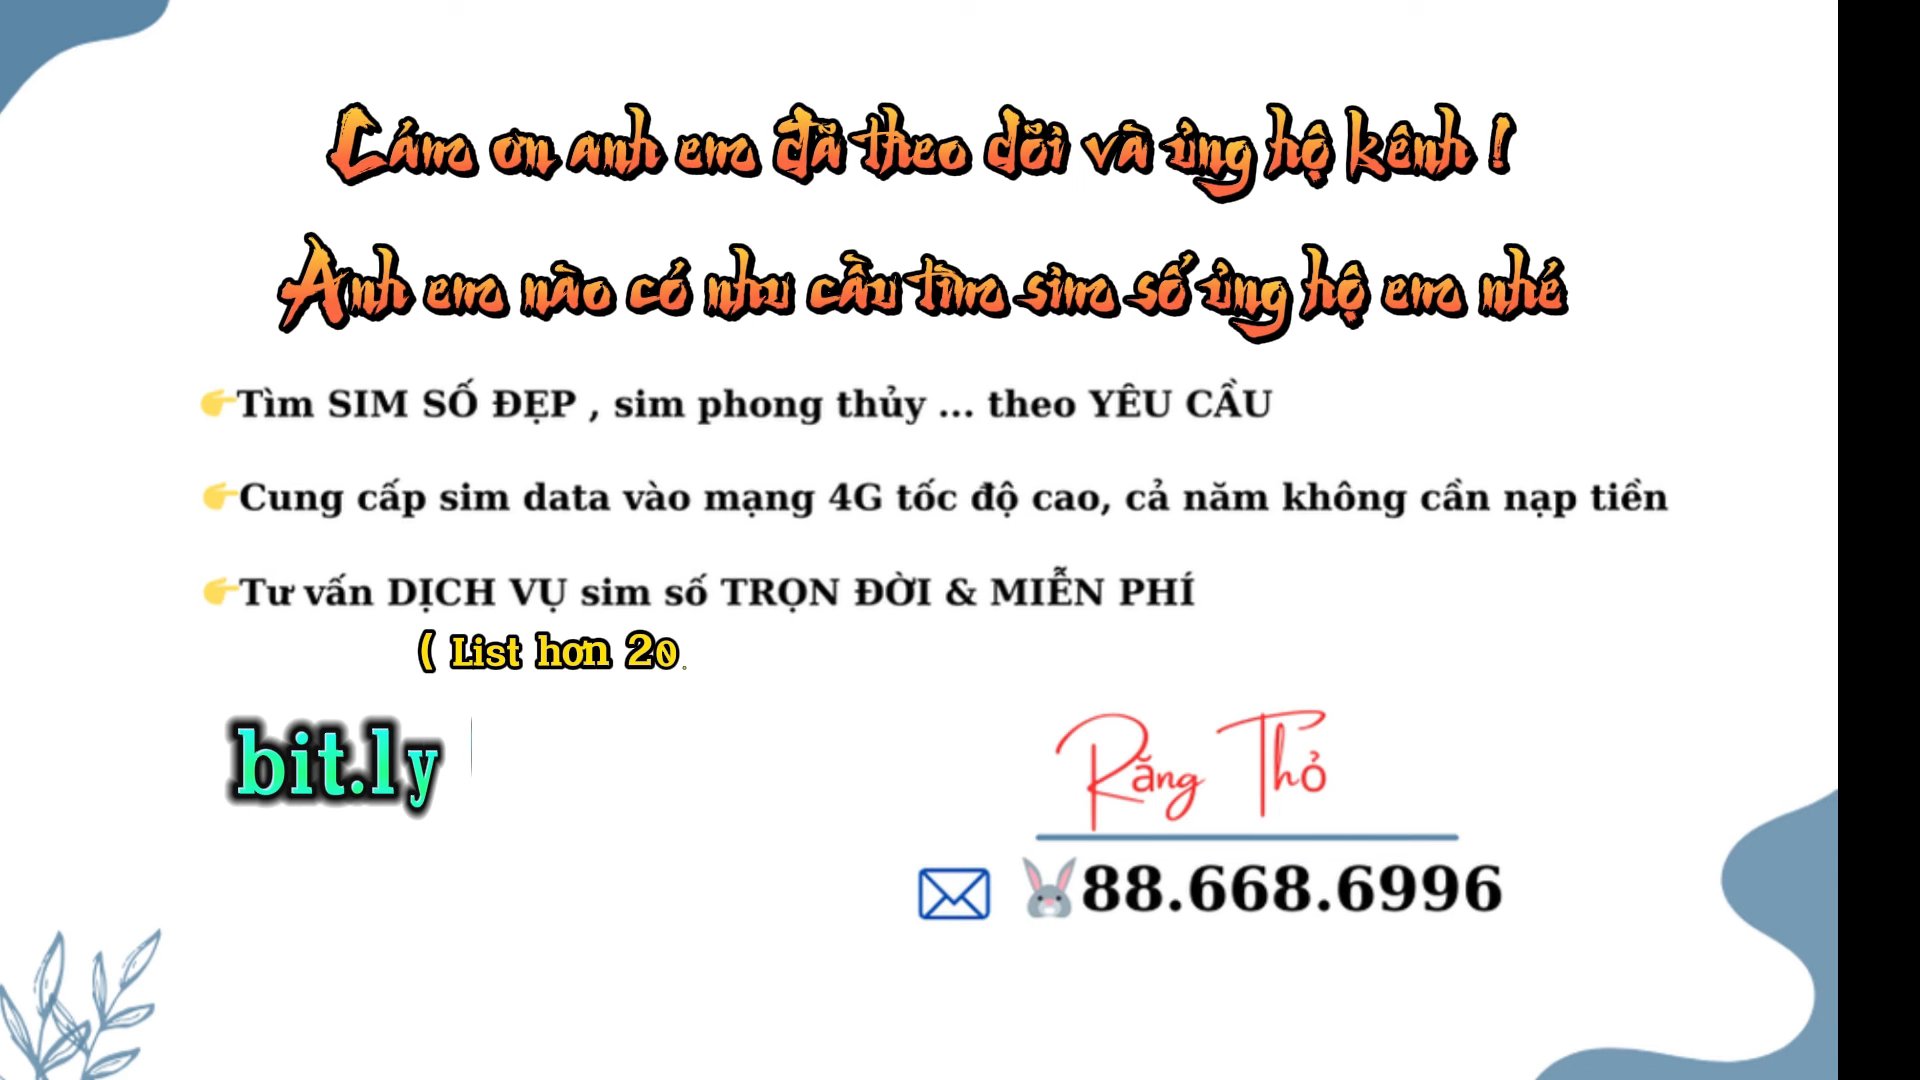 Cảm ơn anh em đã theo dõi và ủng hộ kênh !
Anh em nào có nhu cầu tìm sim số ủng hộ em nhé
👉Tìm SIM SỐ ĐẸP , sim phong thủy ... theo YÊU CẦU
👉Cung cấp sim data vào mạng 4G tốc độ cao, cả năm không cần nạp tiền
👉Tư vấn DỊCH VỤ sim số TRỌN ĐỜI & MIỄN PHÍ
( List hơn 20
bit.ly
Răng Thỏ
88.668.6996